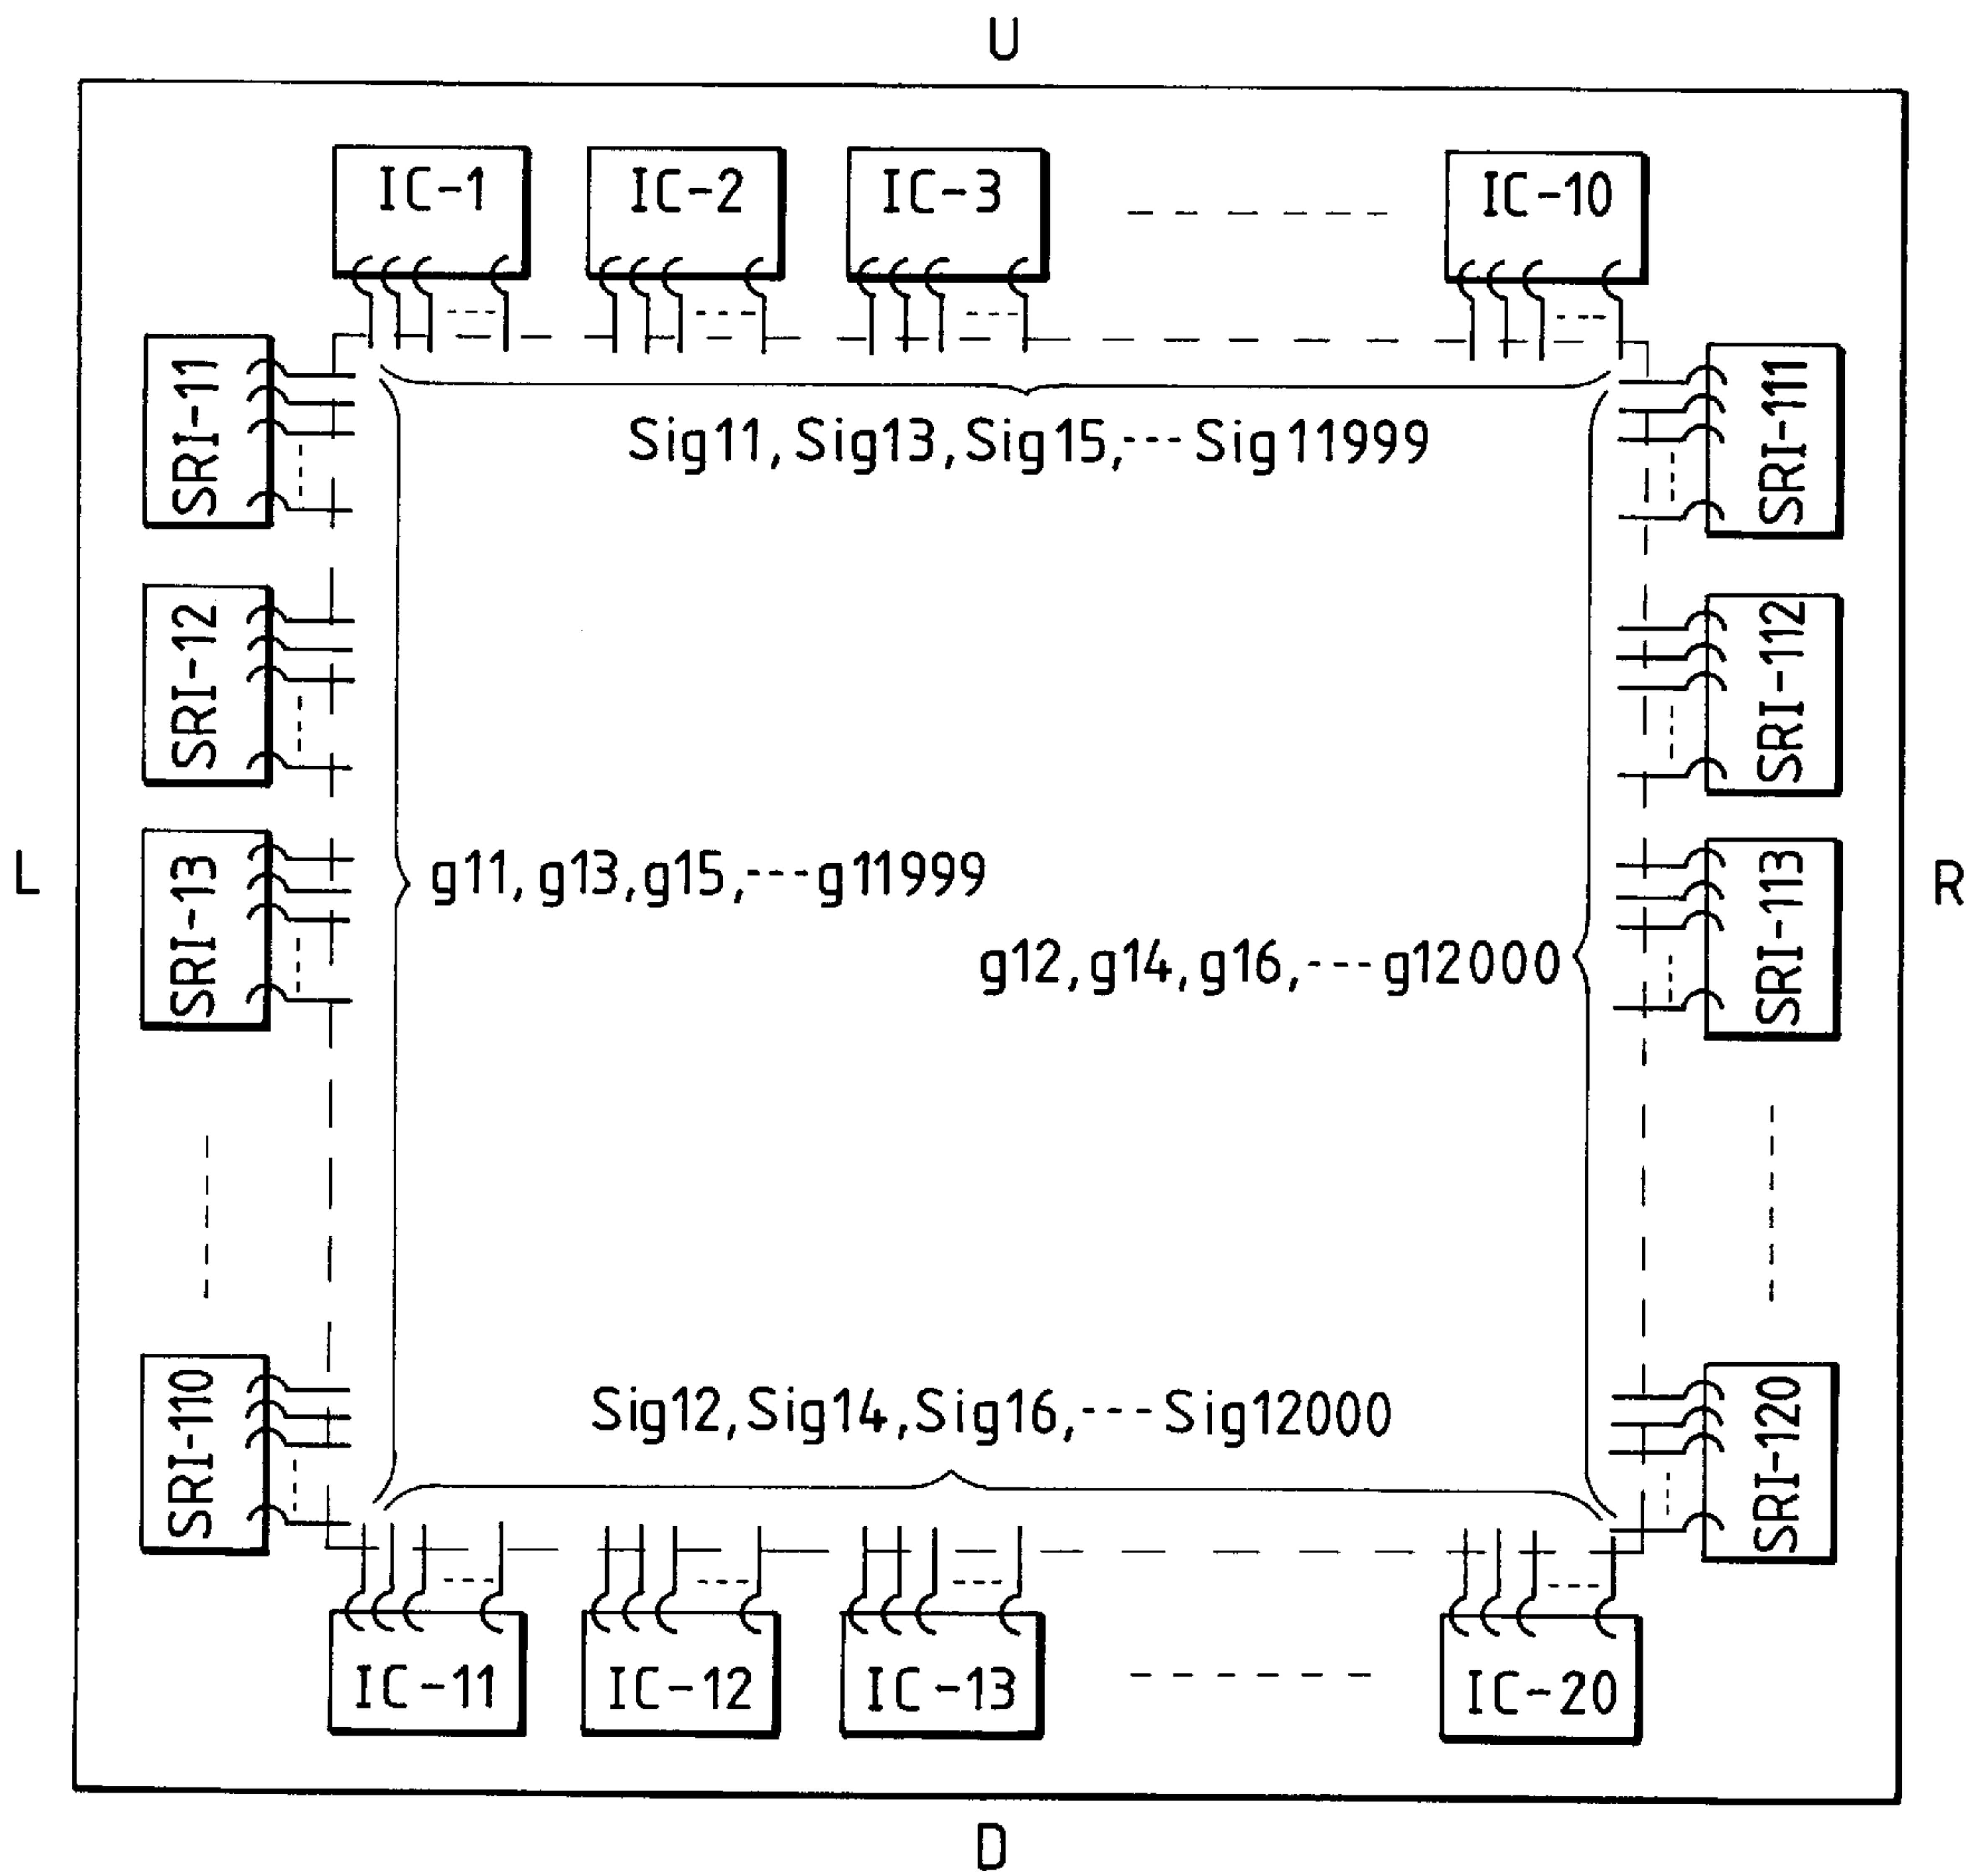 U
IC-1 IC-2 IC-3 IC-10
SRI-11
SRI-111
Sig11, Sig13, Sig15, --- Sig11999
SRI-12
SRI-112
L
SRI-13
g11, g13, g15, --- g11999
SRI-113
R
g12, g14, g16, --- g12000
SRI-110
Sig12, Sig14, Sig16, --- Sig12000
SRI-120
IC-11 IC-12 IC-13 IC-20
D